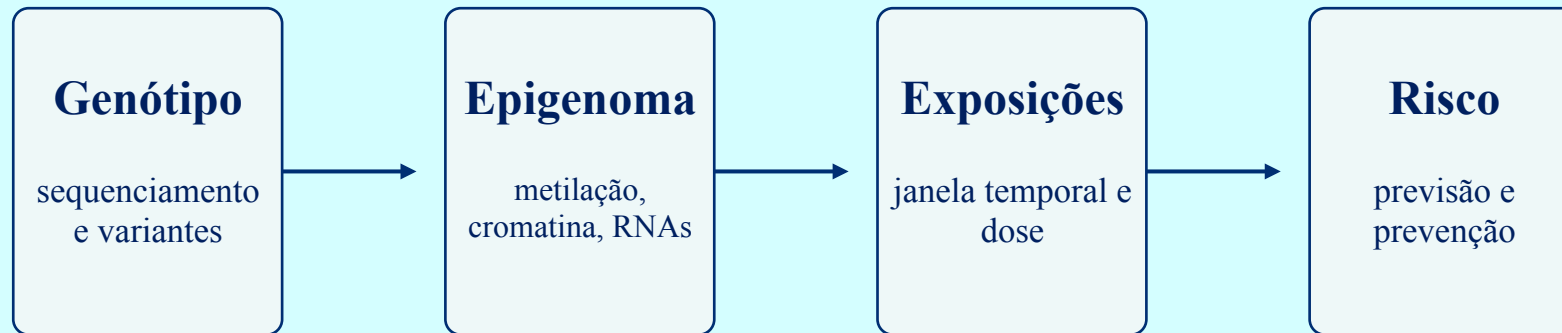 Genótipo
sequenciamento
e variantes
Epigenoma
metilação,
cromatina, RNAs
Exposições
janela temporal e
dose
Risco
previsão e
prevenção